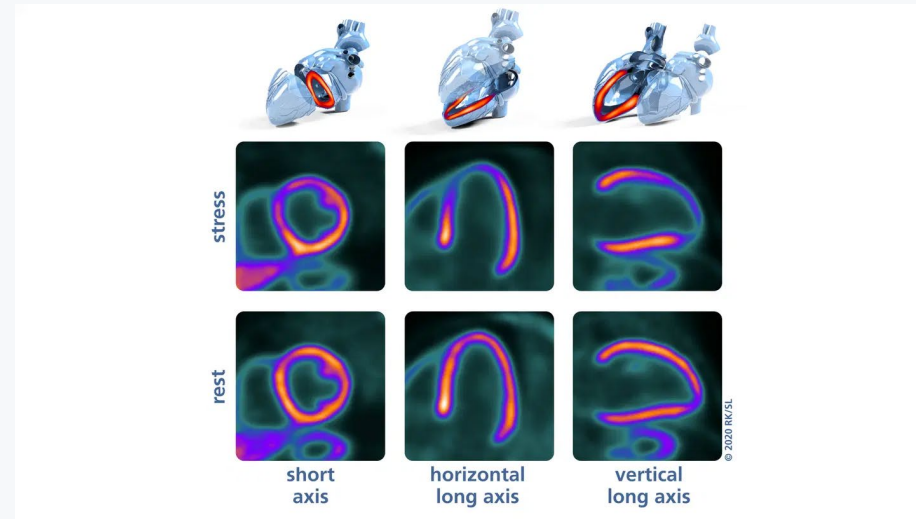 stress
rest
© 2020 RK/SL
short
axis
horizontal
long axis
vertical
long axis